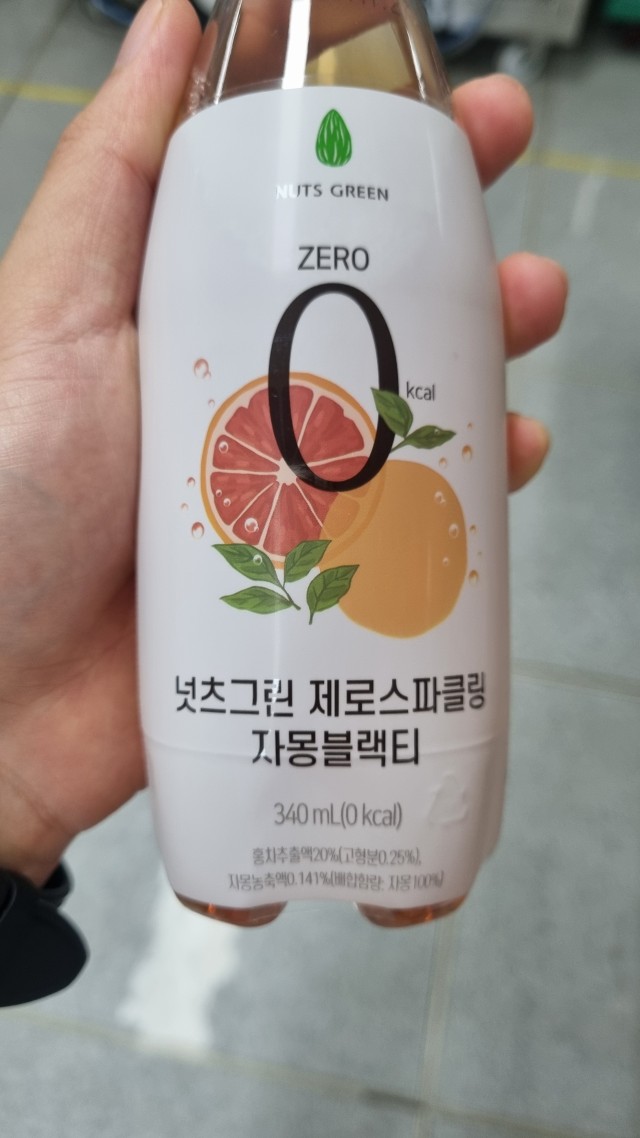 NUTS GREEN
ZERO
0
kcal
넛츠그린 제로스파클링
자몽블랙티
340 mL(0 kcal)
홍차추출액20%(고형분0.25%),
자몽농축액0.141%(배합함량: 자몽100%)